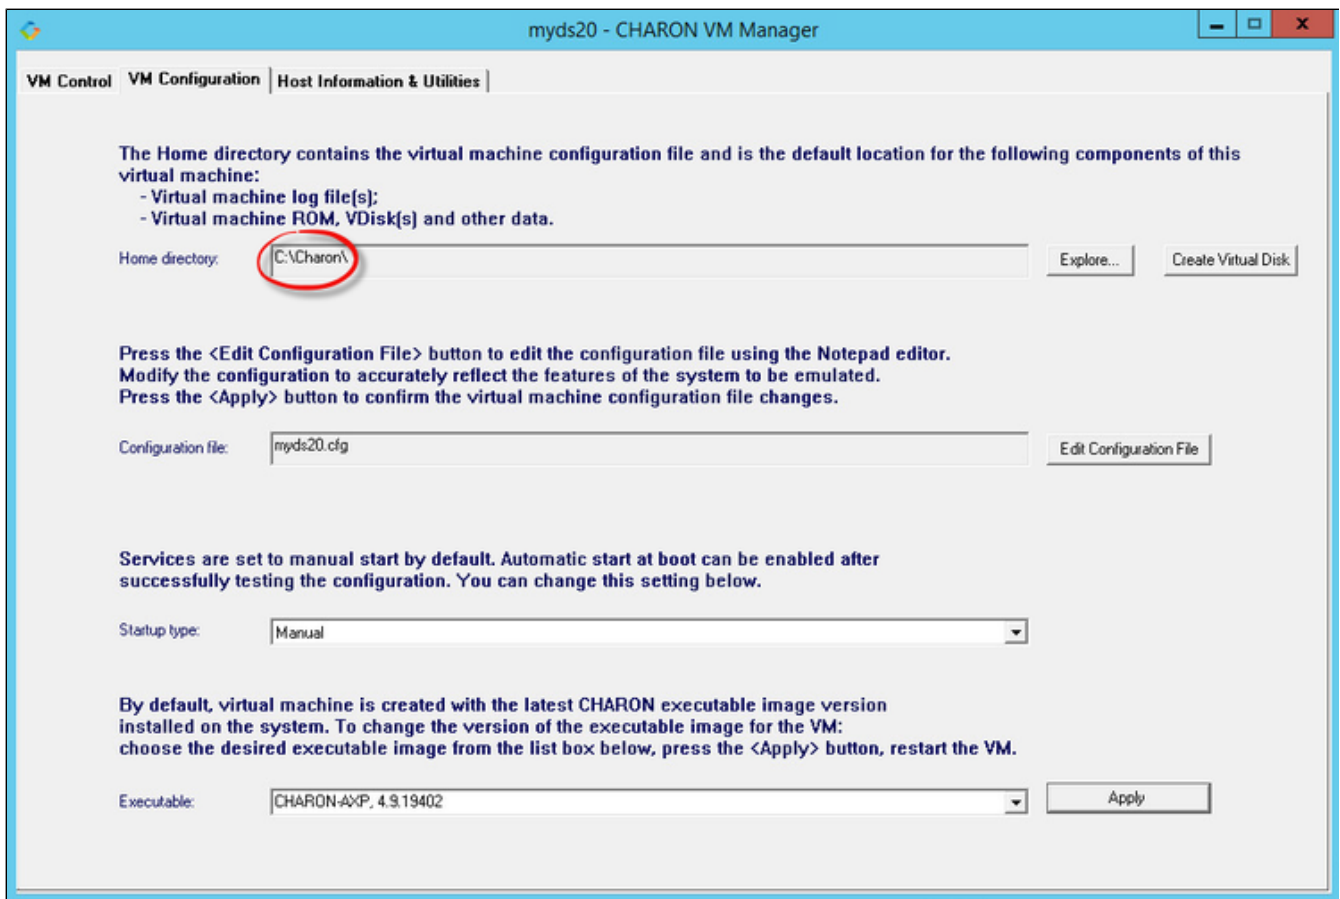 myds20 - CHARON VM Manager
VM Control VM Configuration Host Information & Utilities
The Home directory contains the virtual machine configuration file and is the default location for the following components of this
virtual machine:
- Virtual machine log file(s);
- Virtual machine ROM, VDisk(s) and other data.
Home directory: C:\Charon\ Explore... Create Virtual Disk
Press the <Edit Configuration File> button to edit the configuration file using the Notepad editor.
Modify the configuration to accurately reflect the features of the system to be emulated.
Press the <Apply> button to confirm the virtual machine configuration file changes.
Configuration file: myds20.cfg Edit Configuration File
Services are set to manual start by default. Automatic start at boot can be enabled after
successfully testing the configuration. You can change this setting below.
Startup type: Manual
By default, virtual machine is created with the latest CHARON executable image version
installed on the system. To change the version of the executable image for the VM:
choose the desired executable image from the list box below, press the <Apply> button, restart the VM.
Executable: CHARON-AXP, 4.9.19402 Apply